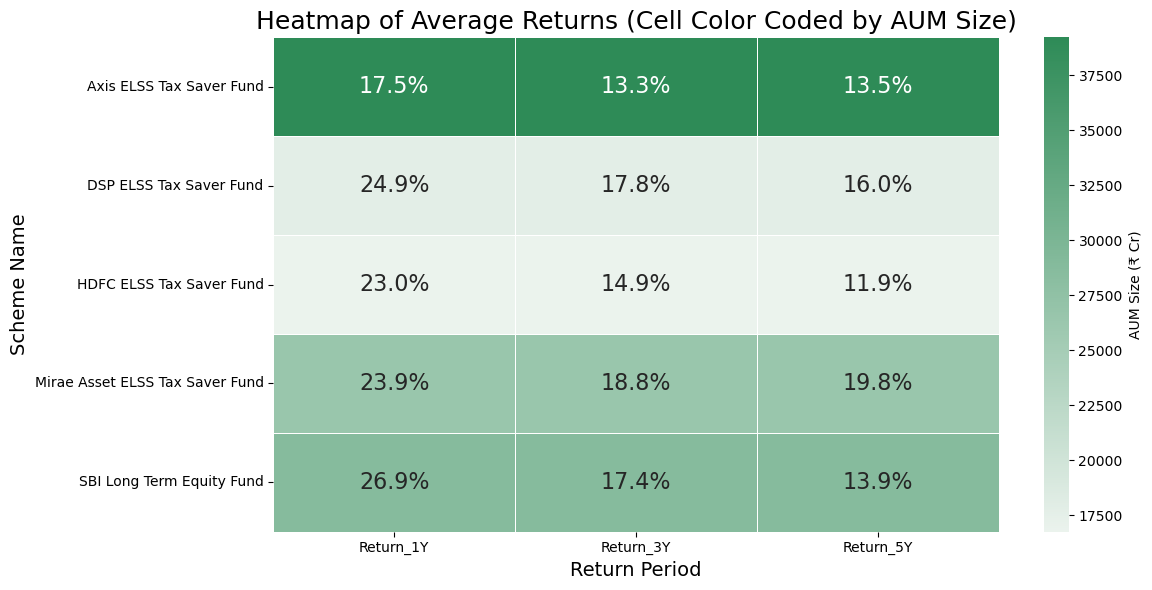 Heatmap of Average Returns (Cell Color Coded by AUM Size)
Scheme Name
Axis ELSS Tax Saver Fund 17.5% 13.3% 13.5%
DSP ELSS Tax Saver Fund 24.9% 17.8% 16.0%
HDFC ELSS Tax Saver Fund 23.0% 14.9% 11.9%
Mirae Asset ELSS Tax Saver Fund 23.9% 18.8% 19.8%
SBI Long Term Equity Fund 26.9% 17.4% 13.9%
Return_1Y Return_3Y Return_5Y
Return Period
37500
35000
32500
30000
27500
25000
22500
20000
17500
AUM Size (₹ Cr)